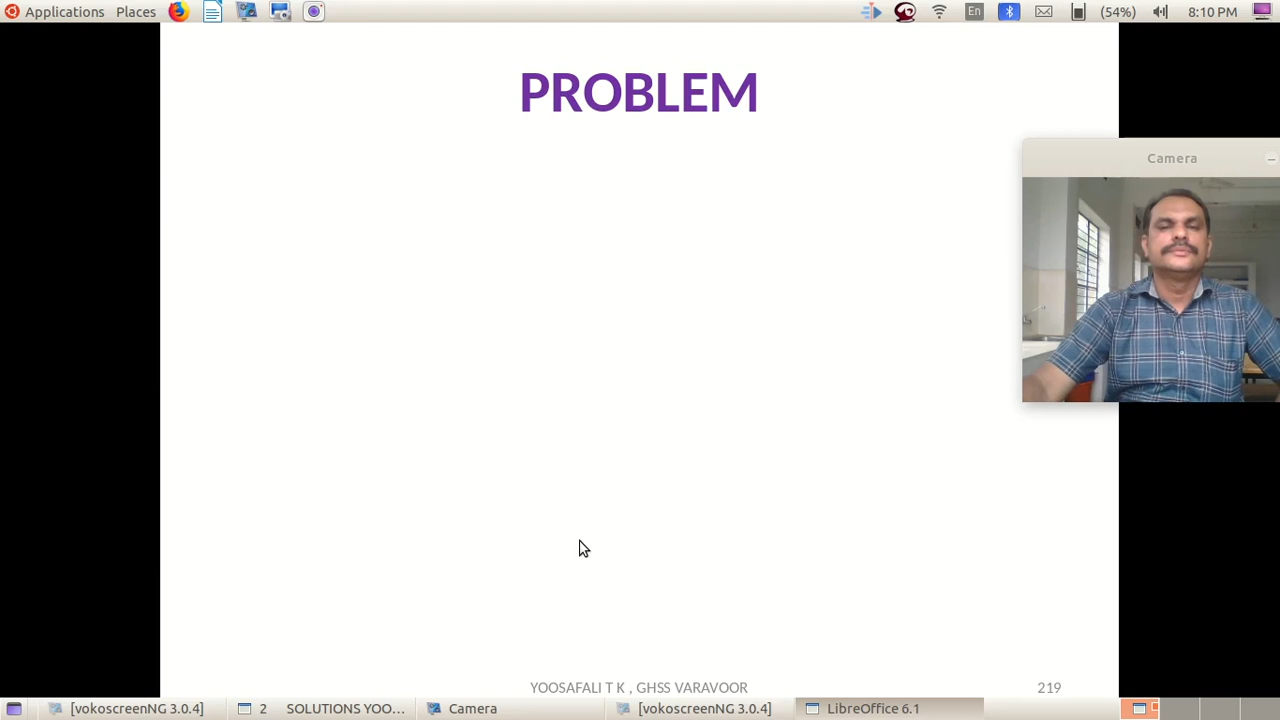 Applications Places En (54%) 8:10 PM
PROBLEM
Camera
YOOSAFALI T K , GHSS VARAVOOR 219
[vokoscreenNG 3.0.4] 2 SOLUTIONS YOO... Camera [vokoscreenNG 3.0.4] LibreOffice 6.1